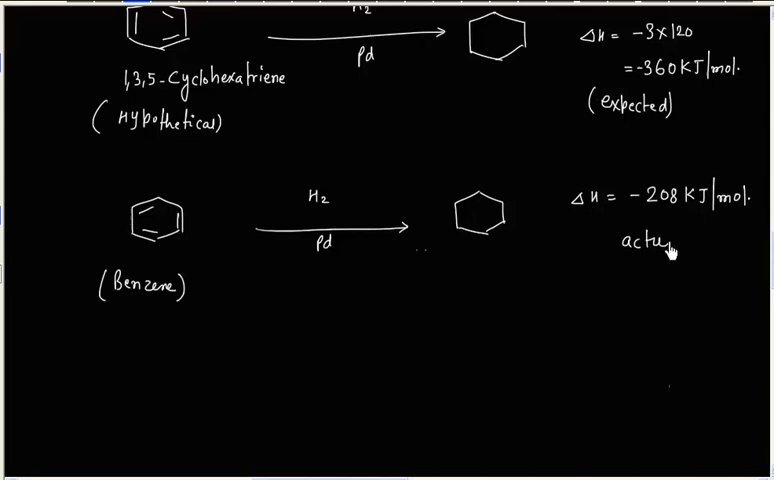 H2
Pd
ΔH = -3×120
= -360 KJ/mol.
(expected)
1,3,5-Cyclohexatriene
(Hypothetical)
H2
Pd
ΔH = -208 KJ/mol.
actu
(Benzene)